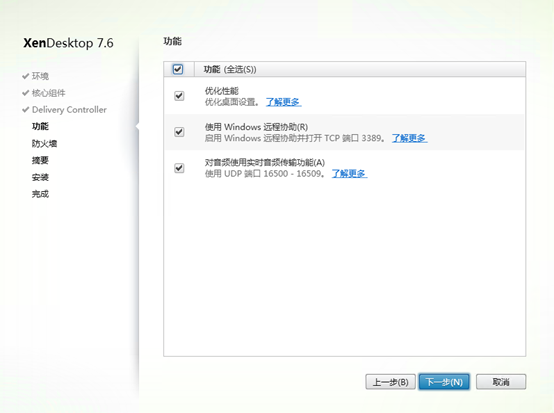 XenDesktop 7.6
环境
核心组件
Delivery Controller
功能
防火墙
摘要
安装
完成
功能
功能 (全选(S))
优化性能
优化桌面设置。 了解更多
使用 Windows 远程协助(R)
启用 Windows 远程协助并打开 TCP 端口 3389。 了解更多
对音频使用实时音频传输功能(A)
使用 UDP 端口 16500 - 16509。 了解更多
上一步(B) 下一步(N) 取消